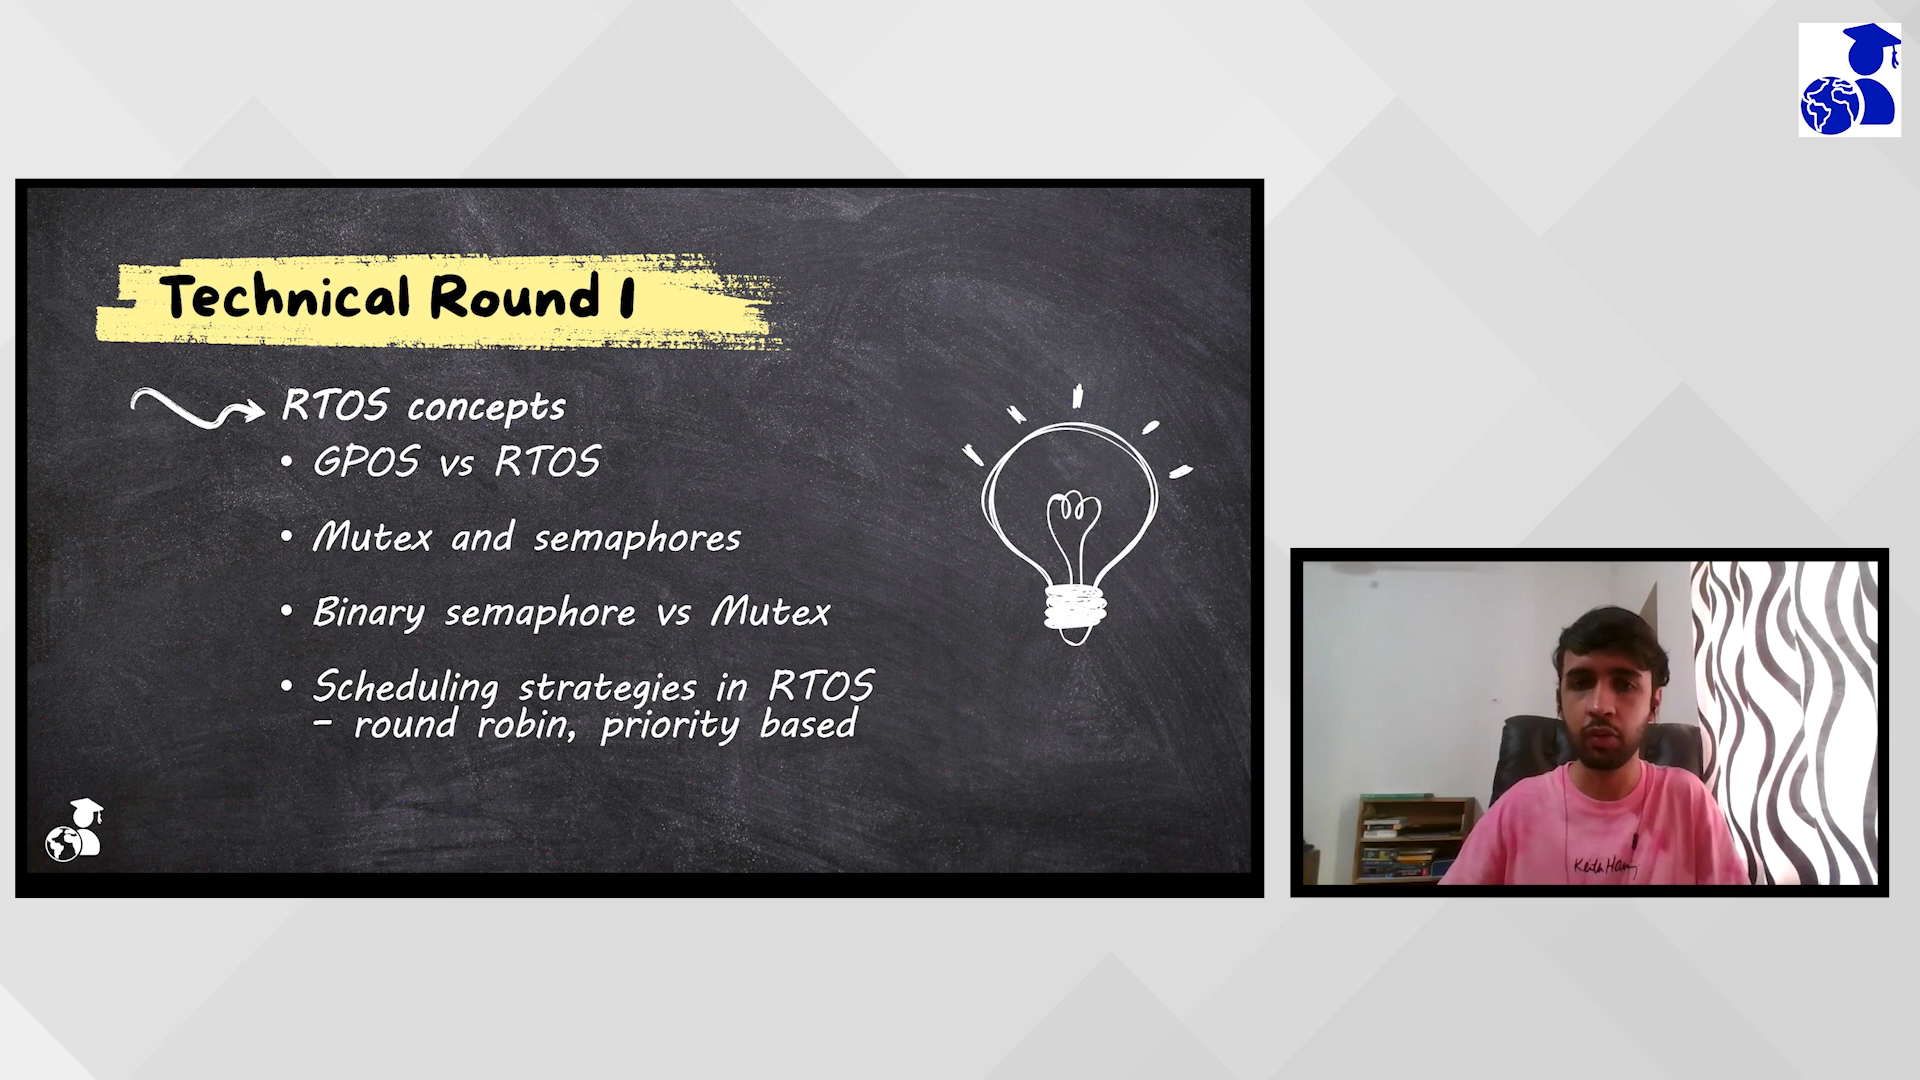 Technical Round 1
RTOS concepts
• GPOS vs RTOS
• Mutex and semaphores
• Binary semaphore vs Mutex
• Scheduling strategies in RTOS
– round robin, priority based
Keith